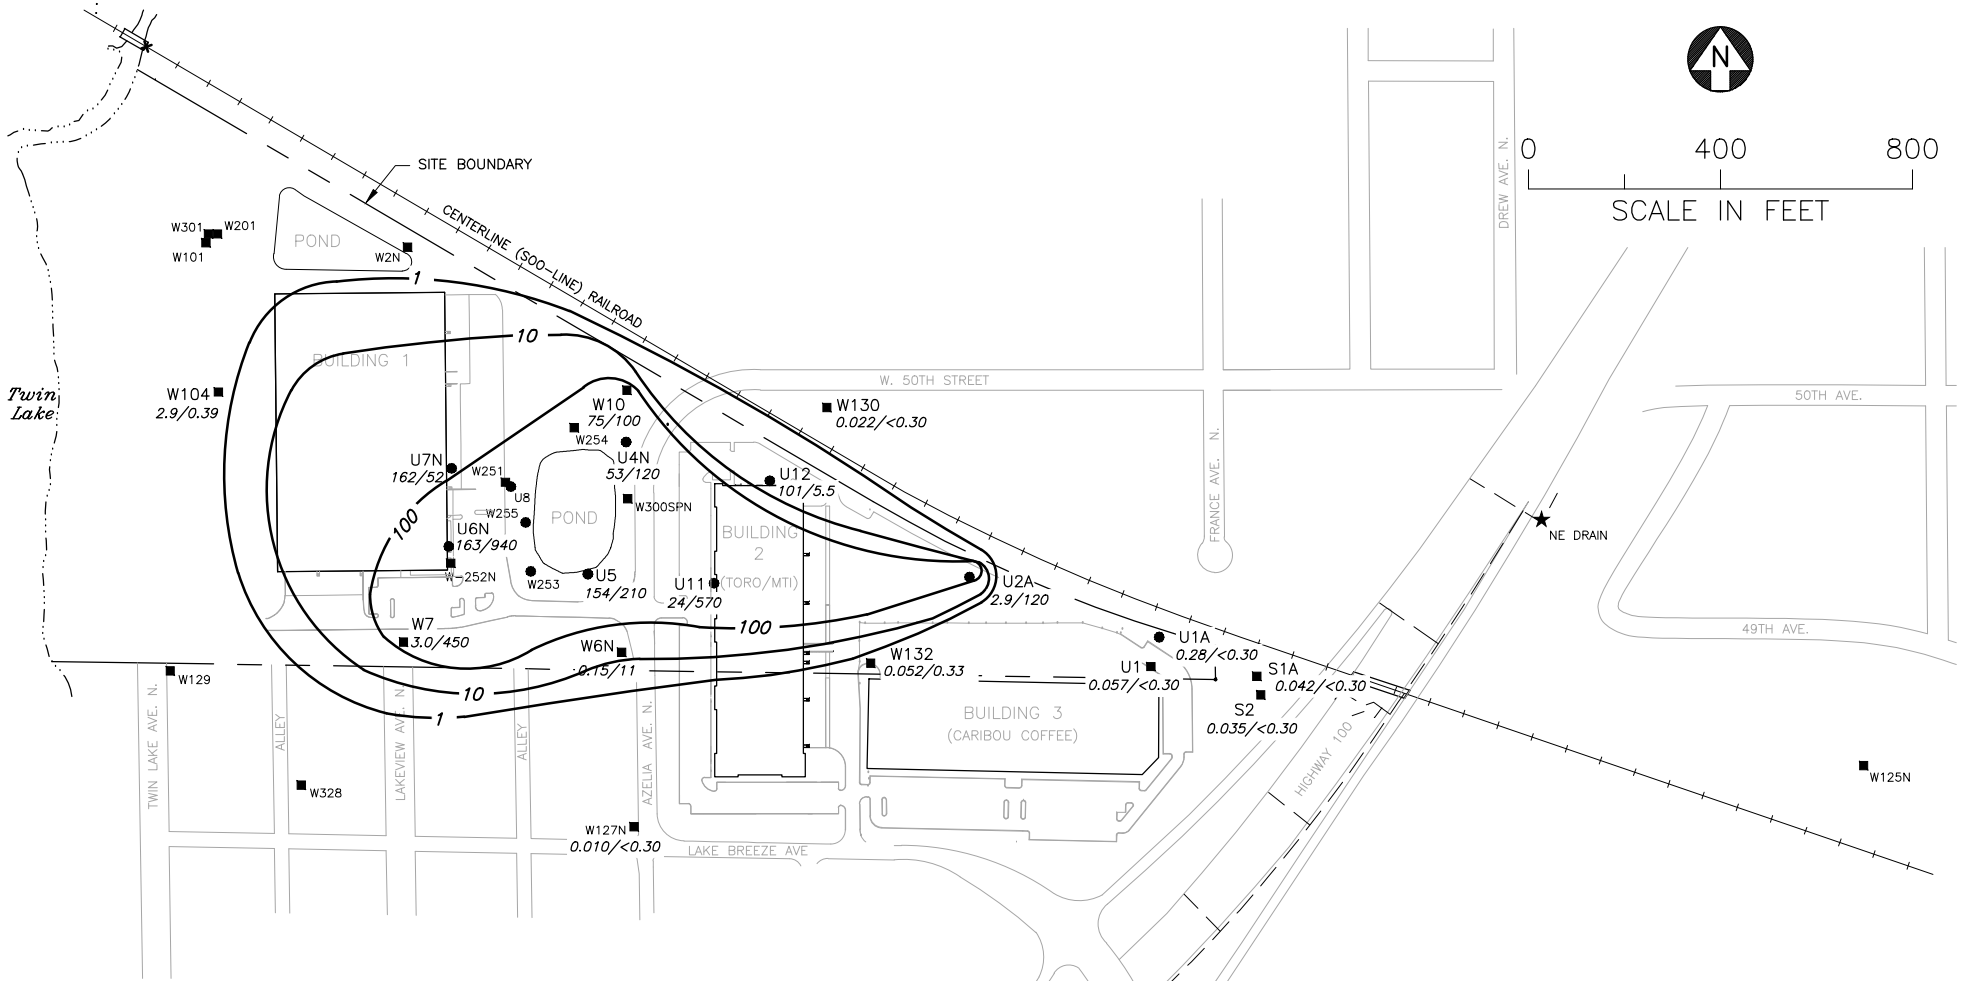 N
0 400 800
SCALE IN FEET
SITE BOUNDARY
CENTERLINE (SOO-LINE) RAILROAD
DREW AVE. N.
W301
W201
W101
POND
W2N
1
10
BUILDING 1
W. 50TH STREET
50TH AVE.
Twin
Lake
W104
2.9/0.39
W10
75/100
W130
0.022/<0.30
W254
U4N
53/120
U7N
162/52
W251
U8
U12
101/5.5
FRANCE AVE. N.
100
W255
W300SPN
POND
BUILDING
2
(TORO/MTI)
U6N
163/940
W-252N
W253
U5
154/210
U11
24/570
U2A
2.9/120
NE DRAIN
W7
3.0/450
100
W6N
0.15/11
W132
0.052/0.33
U1A
0.28/<0.30
U1
0.057/<0.30
S1A
0.042/<0.30
S2
0.035/<0.30
49TH AVE.
W129
10
1
BUILDING 3
(CARIBOU COFFEE)
TWIN LAKE AVE. N.
ALLEY
LAKEVIEW AVE. N.
ALLEY
AZELIA AVE. N.
HIGHWAY 100
W328
W125N
W127N
0.010/<0.30
LAKE BREEZE AVE